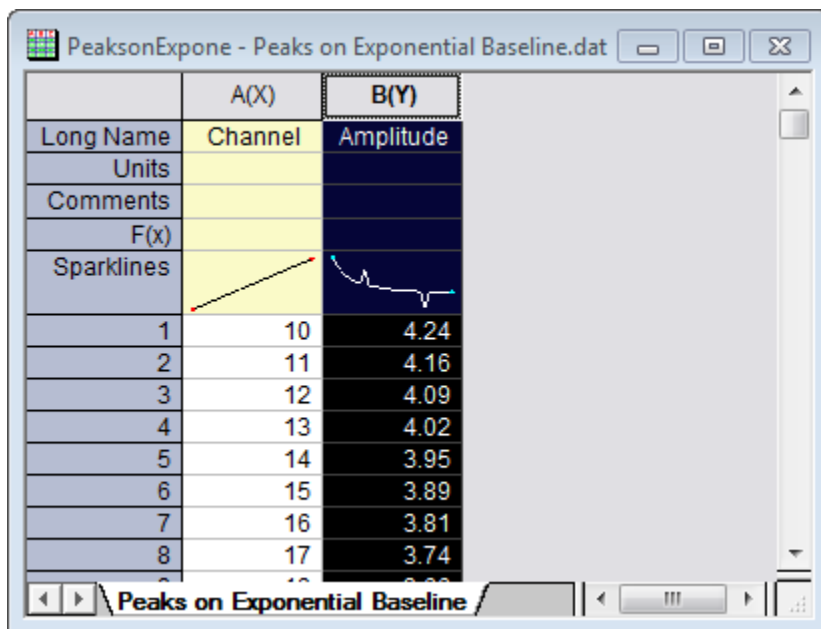 PeaksonExpone - Peaks on Exponential Baseline.dat
A(X) B(Y)
Long Name Channel Amplitude
Units
Comments
F(x)
Sparklines
1 10 4.24
2 11 4.16
3 12 4.09
4 13 4.02
5 14 3.95
6 15 3.89
7 16 3.81
8 17 3.74
Peaks on Exponential Baseline